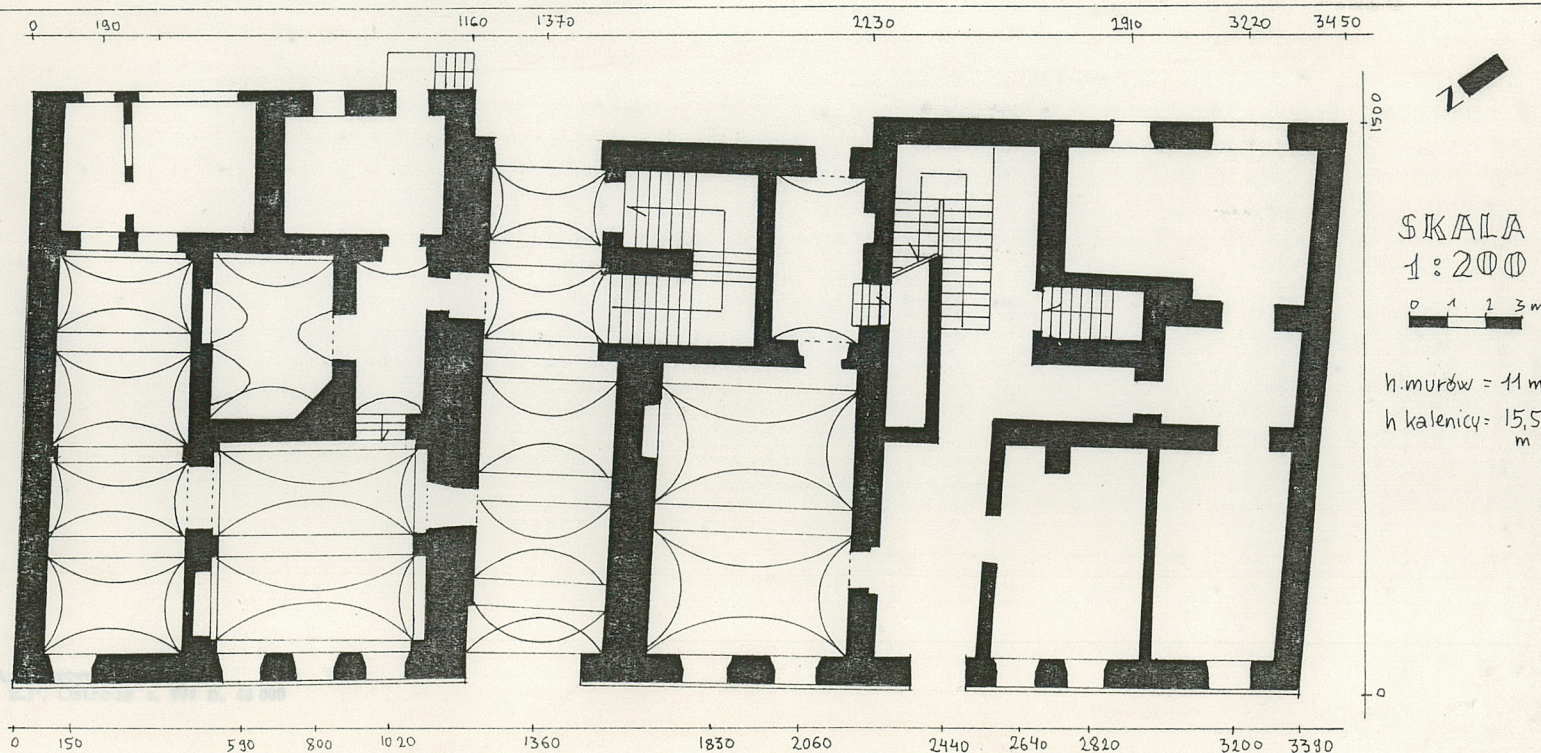 0 190 1160 1370 2230 2910 3220 3450
N
1500
SKALA
1:200
0 1 2 3 m
h. murów = 11 m
h kalenicy = 15,5
m
0
0 150 590 800 1020 1360 1830 2060 2440 2640 2820 3200 3390